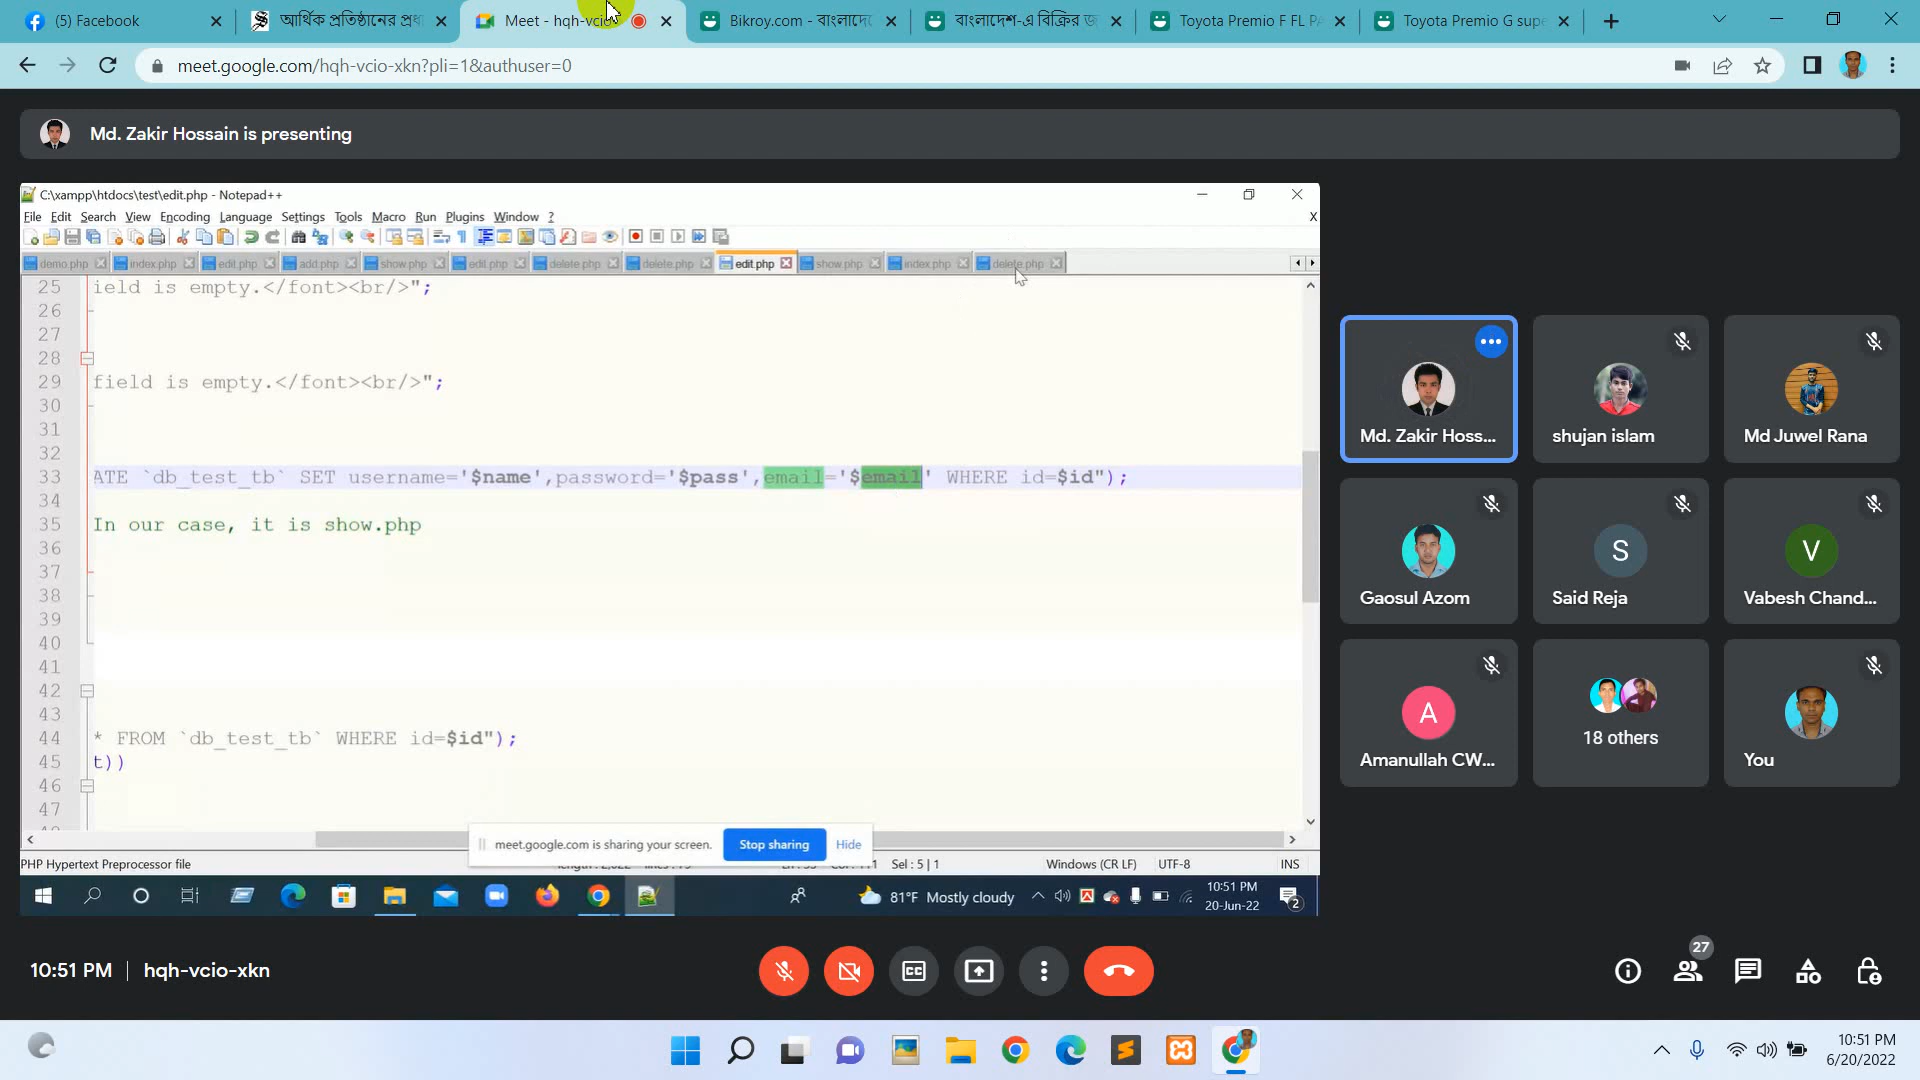 (5) Facebook
আর্থিক প্রতিষ্ঠানের প্রধ
Meet - hqh-vcio
Bikroy.com - বাংলাদে
বাংলাদেশ-এ বিক্রির জ
Toyota Premio F FL PA
Toyota Premio G supe
meet.google.com/hqh-vcio-xkn?pli=1&authuser=0
Md. Zakir Hossain is presenting
C:\xampp\htdocs\test\edit.php - Notepad++
File Edit Search View Encoding Language Settings Tools Macro Run Plugins Window ? X
demo.php index.php edit.php add.php show.php edit.php delete.php delete.php edit.php show.php index.php delete.php
25 ield is empty.</font><br/>";
26
27
28
29 field is empty.</font><br/>";
30
31
32
33 ATE `db_test_tb` SET username='$name',password='$pass',email='$email' WHERE id=$id");
34
35 In our case, it is show.php
36
37
38
39
40
41
42
43
44 * FROM `db_test_tb` WHERE id=$id");
45 t))
46
47
meet.google.com is sharing your screen. Stop sharing Hide
PHP Hypertext Preprocessor file
Sel : 5 | 1 Windows (CR LF) UTF-8 INS
81°F Mostly cloudy
10:51 PM
20-Jun-22
2
Md. Zakir Hoss...
shujan islam
Md Juwel Rana
Gaosul Azom
S
Said Reja
V
Vabesh Chand...
A
Amanullah CW...
18 others
You
10:51 PM | hqh-vcio-xkn
27
10:51 PM
6/20/2022